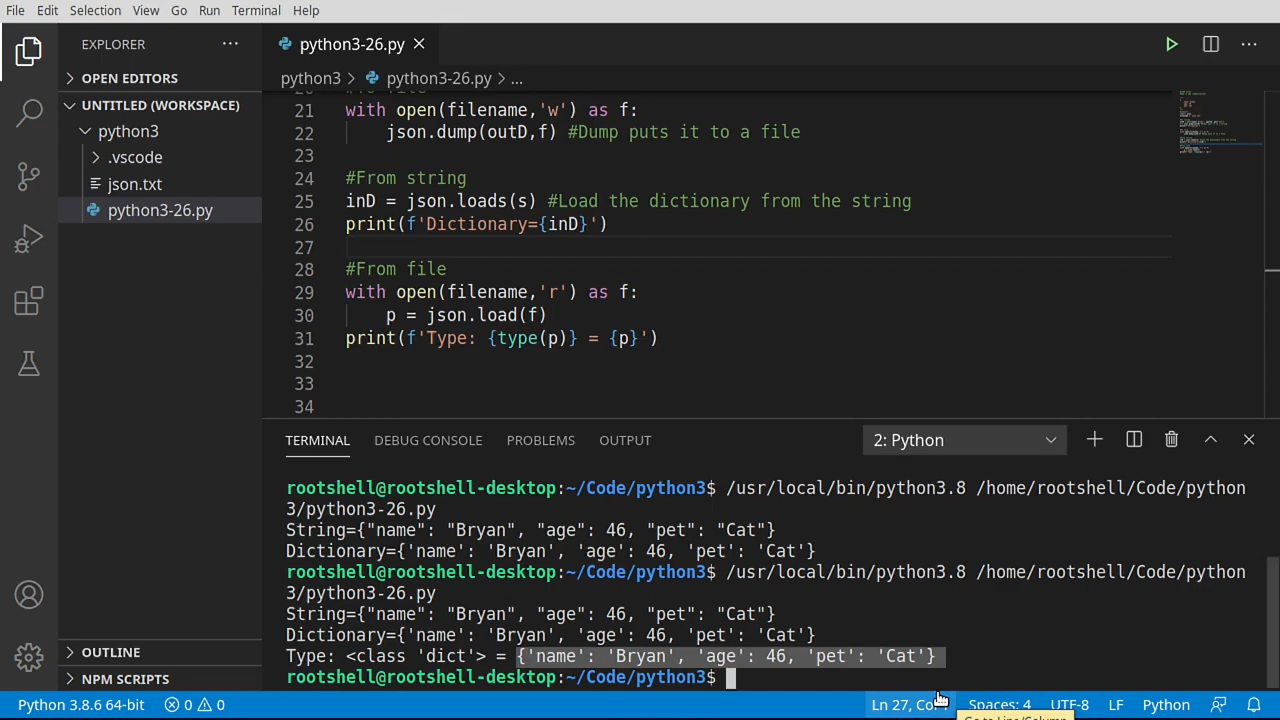 File Edit Selection View Go Run Terminal Help
EXPLORER
OPEN EDITORS
UNTITLED (WORKSPACE)
python3
.vscode
json.txt
python3-26.py
OUTLINE
NPM SCRIPTS
python3-26.py
python3 > python3-26.py > ...
21 with open(filename,'w') as f:
22 json.dump(outD,f) #Dump puts it to a file
23
24 #From string
25 inD = json.loads(s) #Load the dictionary from the string
26 print(f'Dictionary={inD}')
27
28 #From file
29 with open(filename,'r') as f:
30 p = json.load(f)
31 print(f'Type: {type(p)} = {p}')
32
33
34
TERMINAL DEBUG CONSOLE PROBLEMS OUTPUT 2: Python
rootshell@rootshell-desktop:~/Code/python3$ /usr/local/bin/python3.8 /home/rootshell/Code/python
3/python3-26.py
String={"name": "Bryan", "age": 46, "pet": "Cat"}
Dictionary={'name': 'Bryan', 'age': 46, 'pet': 'Cat'}
rootshell@rootshell-desktop:~/Code/python3$ /usr/local/bin/python3.8 /home/rootshell/Code/python
3/python3-26.py
String={"name": "Bryan", "age": 46, "pet": "Cat"}
Dictionary={'name': 'Bryan', 'age': 46, 'pet': 'Cat'}
Type: <class 'dict'> = {'name': 'Bryan', 'age': 46, 'pet': 'Cat'}
rootshell@rootshell-desktop:~/Code/python3$
Python 3.8.6 64-bit 0 0 Ln 27, Spaces: 4 UTF-8 LF Python
Go to Line/Column